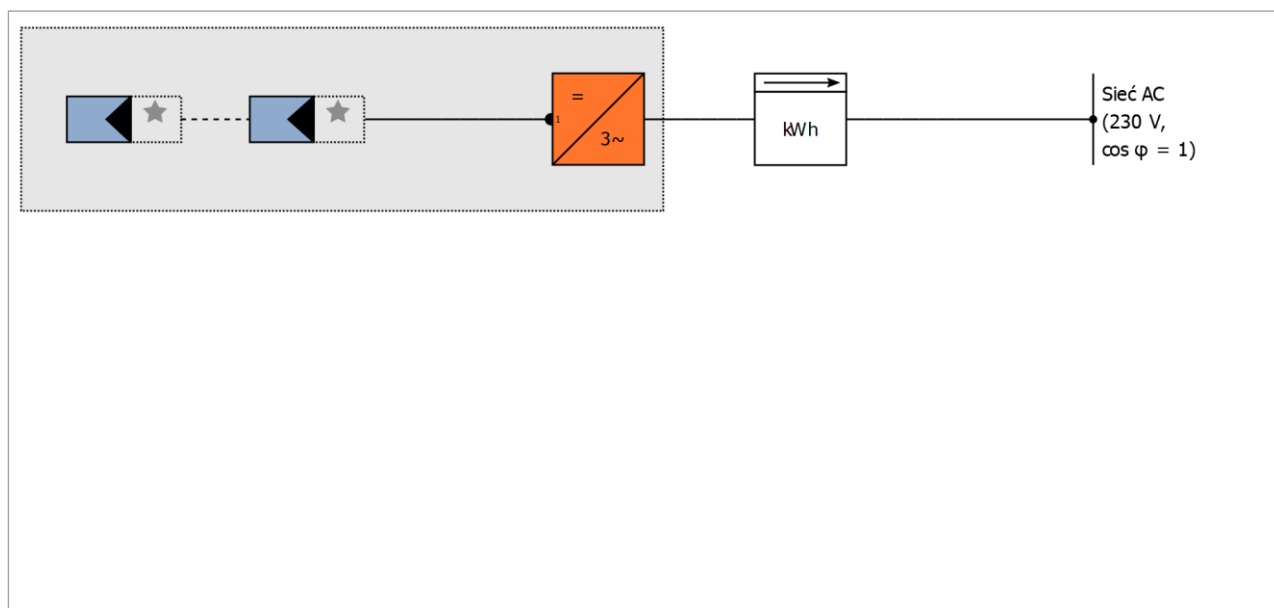 =
1
3~
kWh
Sieć AC
(230 V,
cos φ = 1)